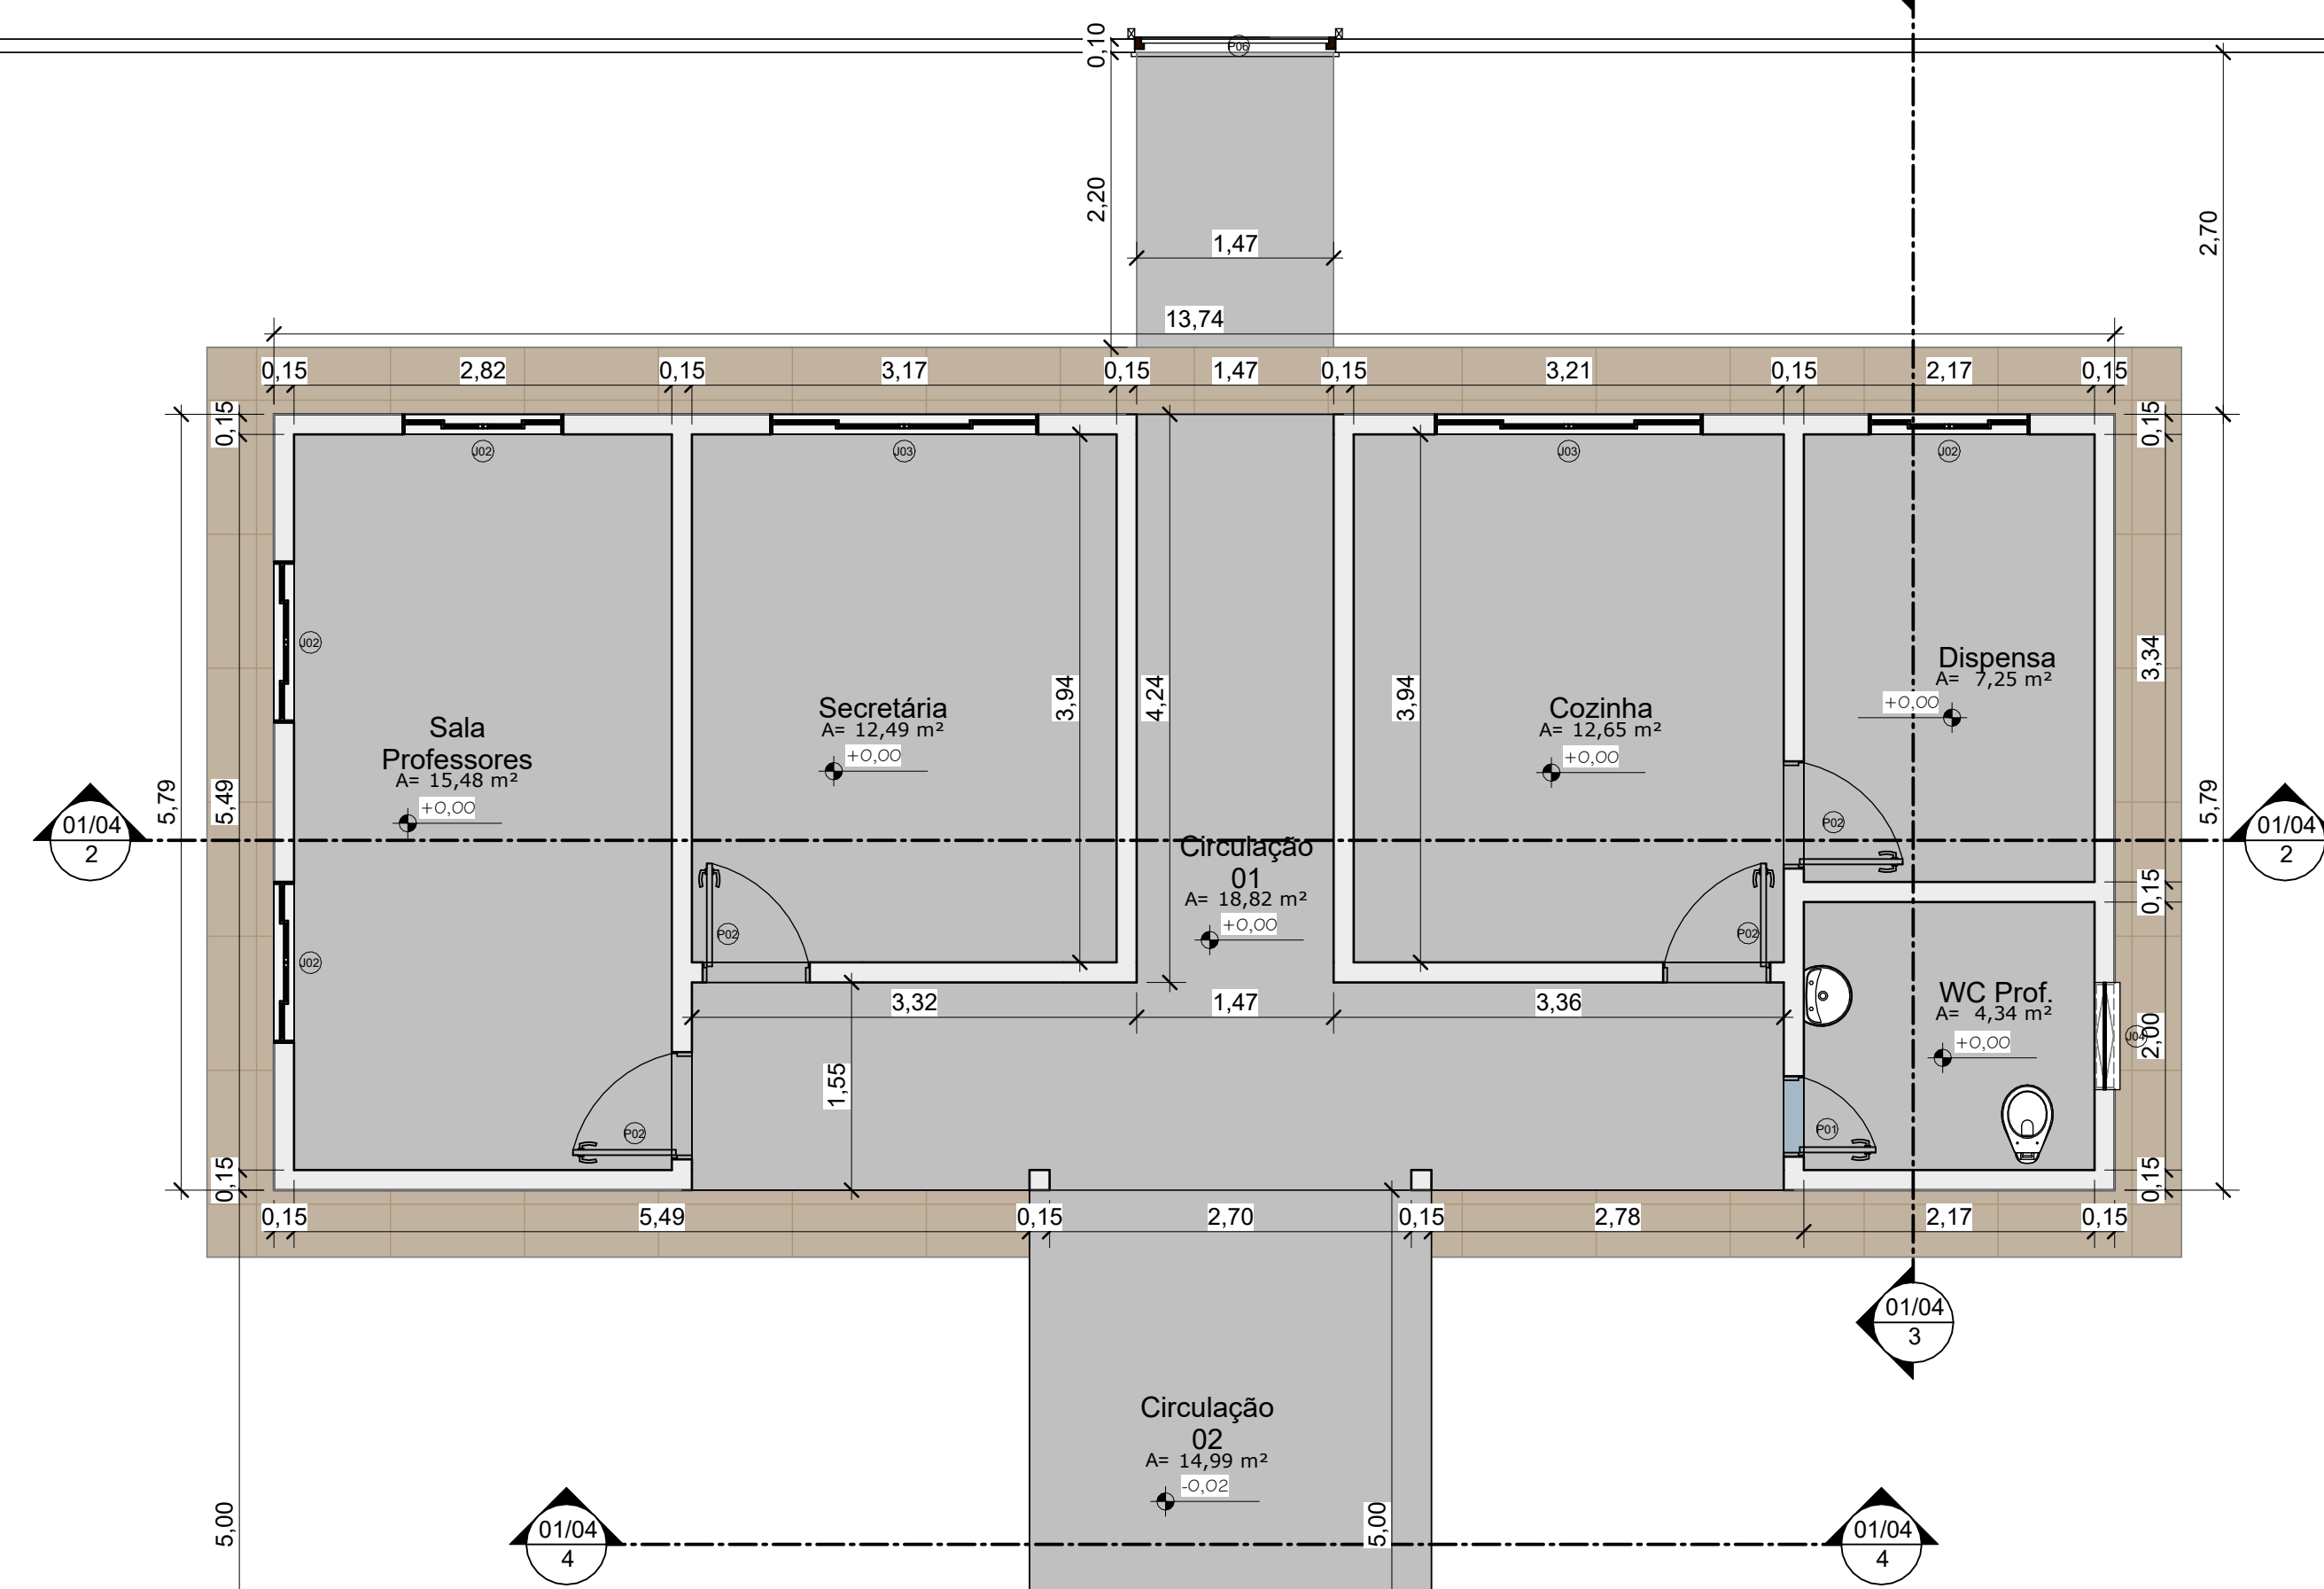 0,10
P06
2,20
2,70
1,47
13,74
0,15
2,82
0,15
3,17
0,15
1,47
0,15
3,21
0,15
2,17
0,15
0,15
0,15
J02
J03
J03
J02
J02
3,94
4,24
3,94
3,34
Dispensa
A= 7,25 m²
+0,00
Sala
Professores
A= 15,48 m²
+0,00
Secretária
A= 12,49 m²
+0,00
Cozinha
A= 12,65 m²
+0,00
5,79
5,49
5,79
01/04
2
01/04
2
P02
Circulação
01
A= 18,82 m²
+0,00
0,15
P02
P02
J02
3,32
1,47
3,36
WC Prof.
A= 4,34 m²
+0,00
J04
2,00
1,55
P02
P01
0,15
0,15
0,15
5,49
0,15
2,70
0,15
2,78
2,17
0,15
01/04
3
Circulação
02
A= 14,99 m²
-0,02
5,00
5,00
01/04
4
01/04
4